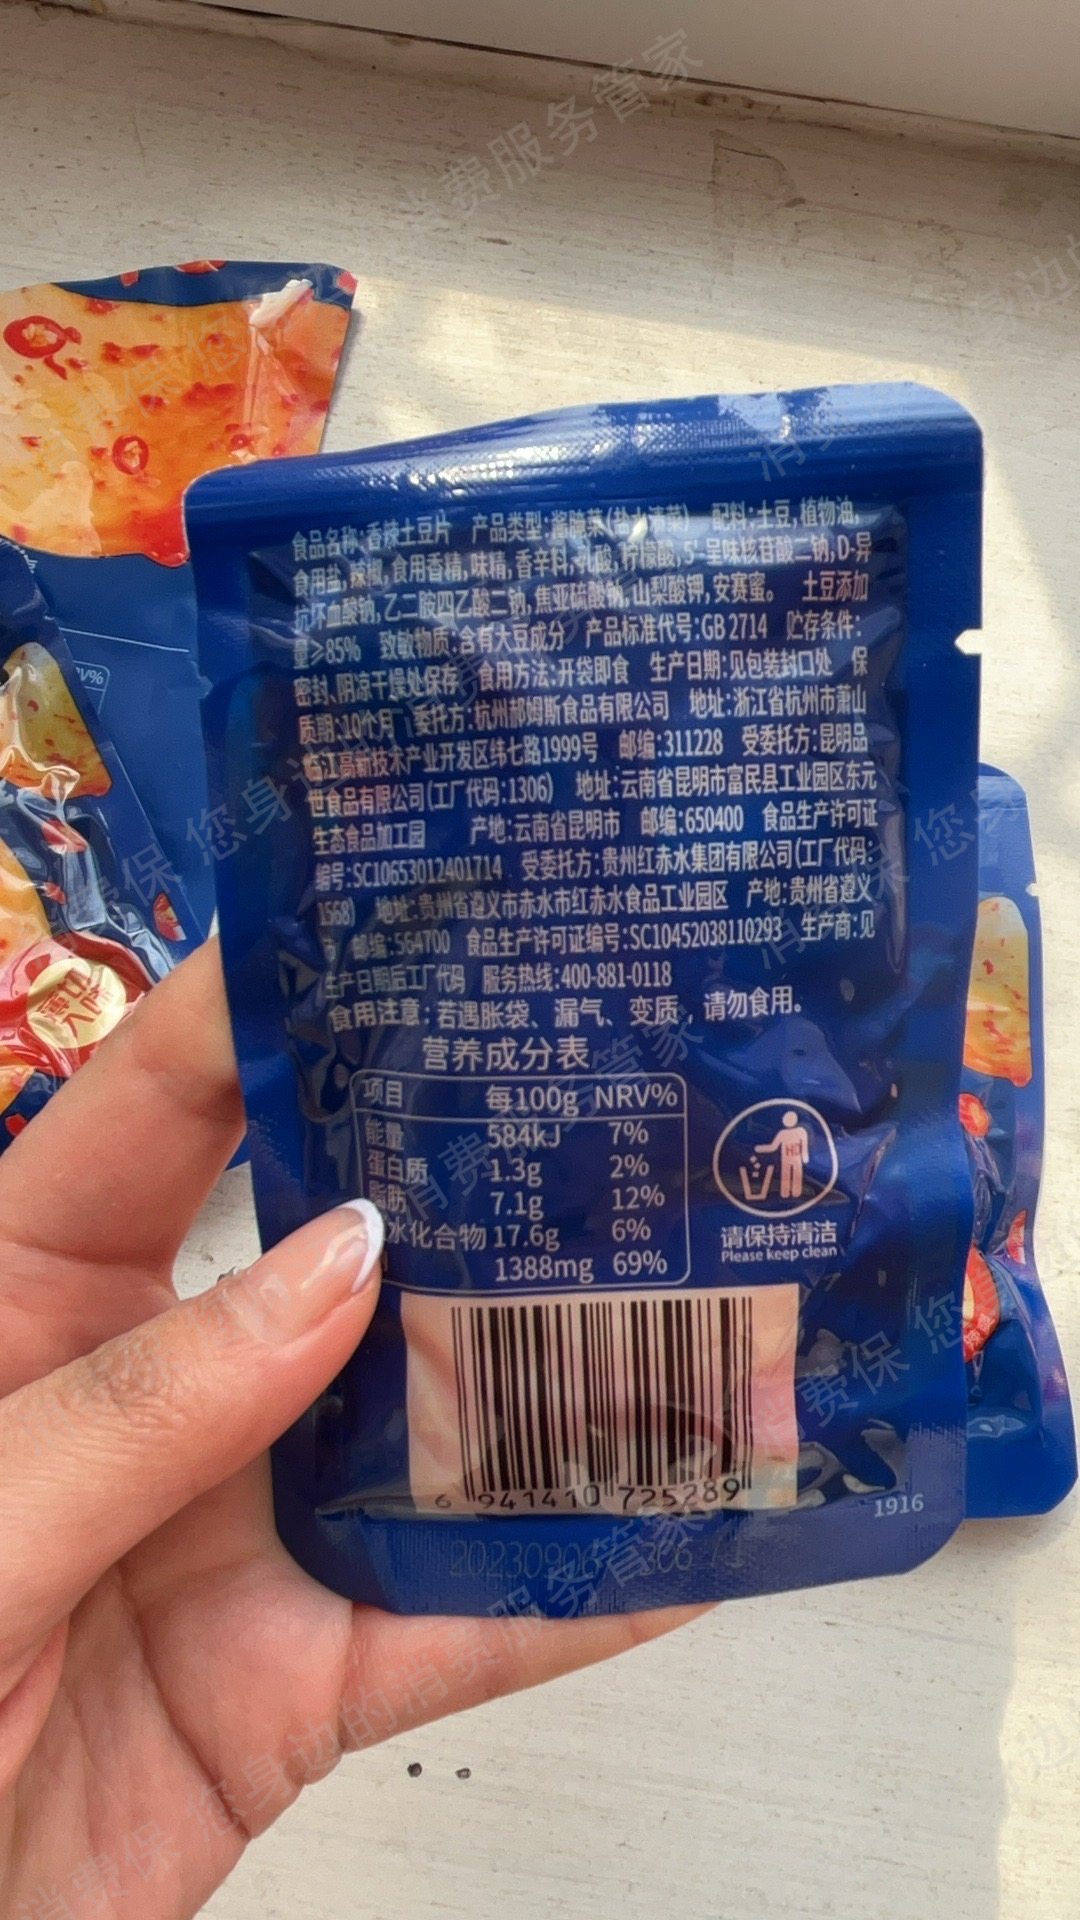 食品名称:香辣土豆片 产品类型:酱腌菜(盐水渍菜) 配料:土豆,植物油,
食用盐,辣椒,食用香精,味精,香辛料,乳酸,柠檬酸,5'-呈味核苷酸二钠,D-异
抗坏血酸钠,乙二胺四乙酸二钠,焦亚硫酸钠,山梨酸钾,安赛蜜。 土豆添加
量≥85% 致敏物质:含有大豆成分 产品标准代号:GB 2714 贮存条件:
密封、阴凉干燥处保存 食用方法:开袋即食 生产日期:见包装封口处 保
质期:10个月 委托方:杭州郝姆斯食品有限公司 地址:浙江省杭州市萧山
临江高新技术产业开发区纬七路1999号 邮编:311228 受委托方:昆明品
世食品有限公司(工厂代码:1306) 地址:云南省昆明市富民县工业园区东元
生态食品加工园 产地:云南省昆明市 邮编:650400 食品生产许可证
编号:SC10653012401714 受委托方:贵州红赤水集团有限公司(工厂代码:
1568) 地址:贵州省遵义市赤水市红赤水食品工业园区 产地:贵州省遵义
市 邮编:564700 食品生产许可证编号:SC10452038110293 生产商:见
生产日期后工厂代码 服务热线:400-881-0118
食用注意:若遇胀袋、漏气、变质,请勿食用。
营养成分表
项目 每100g NRV%
能量 584kJ 7%
蛋白质 1.3g 2%
脂肪 7.1g 12%
水化合物 17.6g 6%
1388mg 69%
HD
请保持清洁
Please keep clean
6 941410 725289
1916
20230906 1306
V%
消费保 您身边的消费服务管家